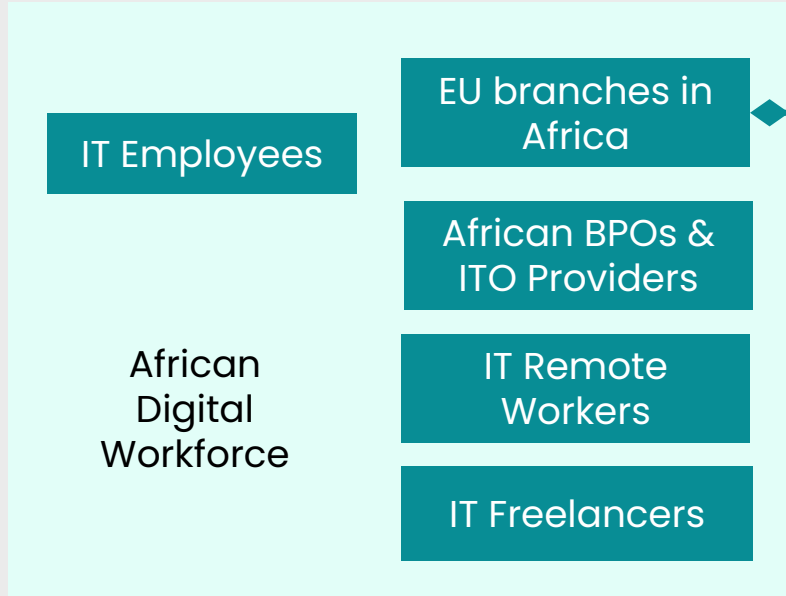 IT Employees
African
Digital
Workforce
EU branches in
Africa
African BPOs &
ITO Providers
IT Remote
Workers
IT Freelancers